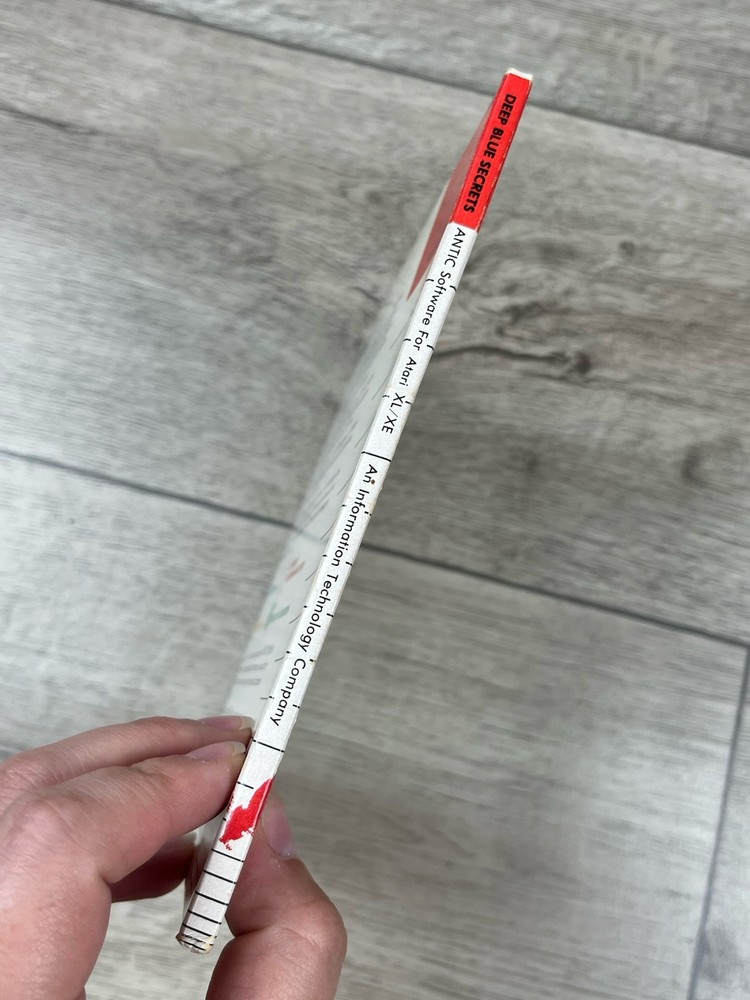 DEEP BLUE SECRETS
ANTIC Software For Atari XL/XE
An Information Technology Company